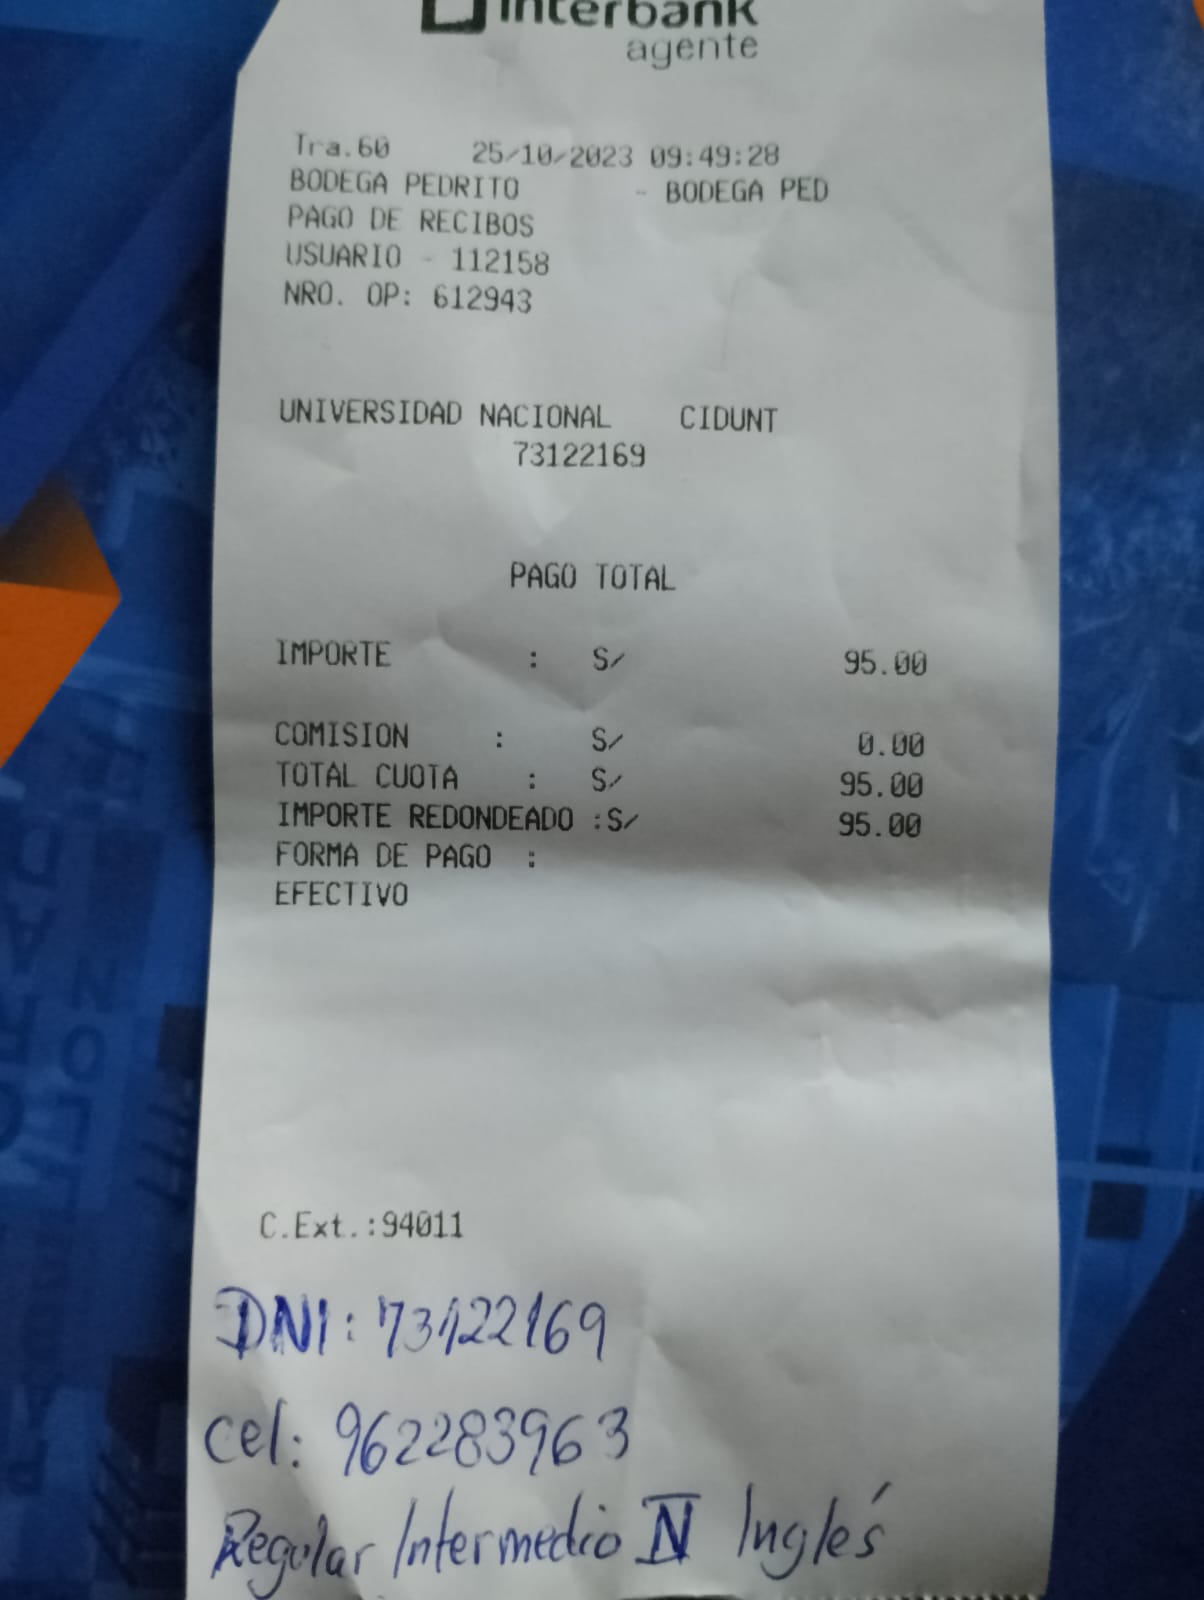 Interbank
agente
Tra.60 25/10/2023 09:49:28
BODEGA PEDRITO - BODEGA PED
PAGO DE RECIBOS
USUARIO - 112158
NRO. OP: 612943
UNIVERSIDAD NACIONAL CIDUNT
73122169
PAGO TOTAL
IMPORTE : S/ 95.00
COMISION : S/ 0.00
TOTAL CUOTA : S/ 95.00
IMPORTE REDONDEADO :S/ 95.00
FORMA DE PAGO :
EFECTIVO
C.Ext.:94011
DNI: 73122169
cel: 962283963
Regular Intermedio IV Inglés